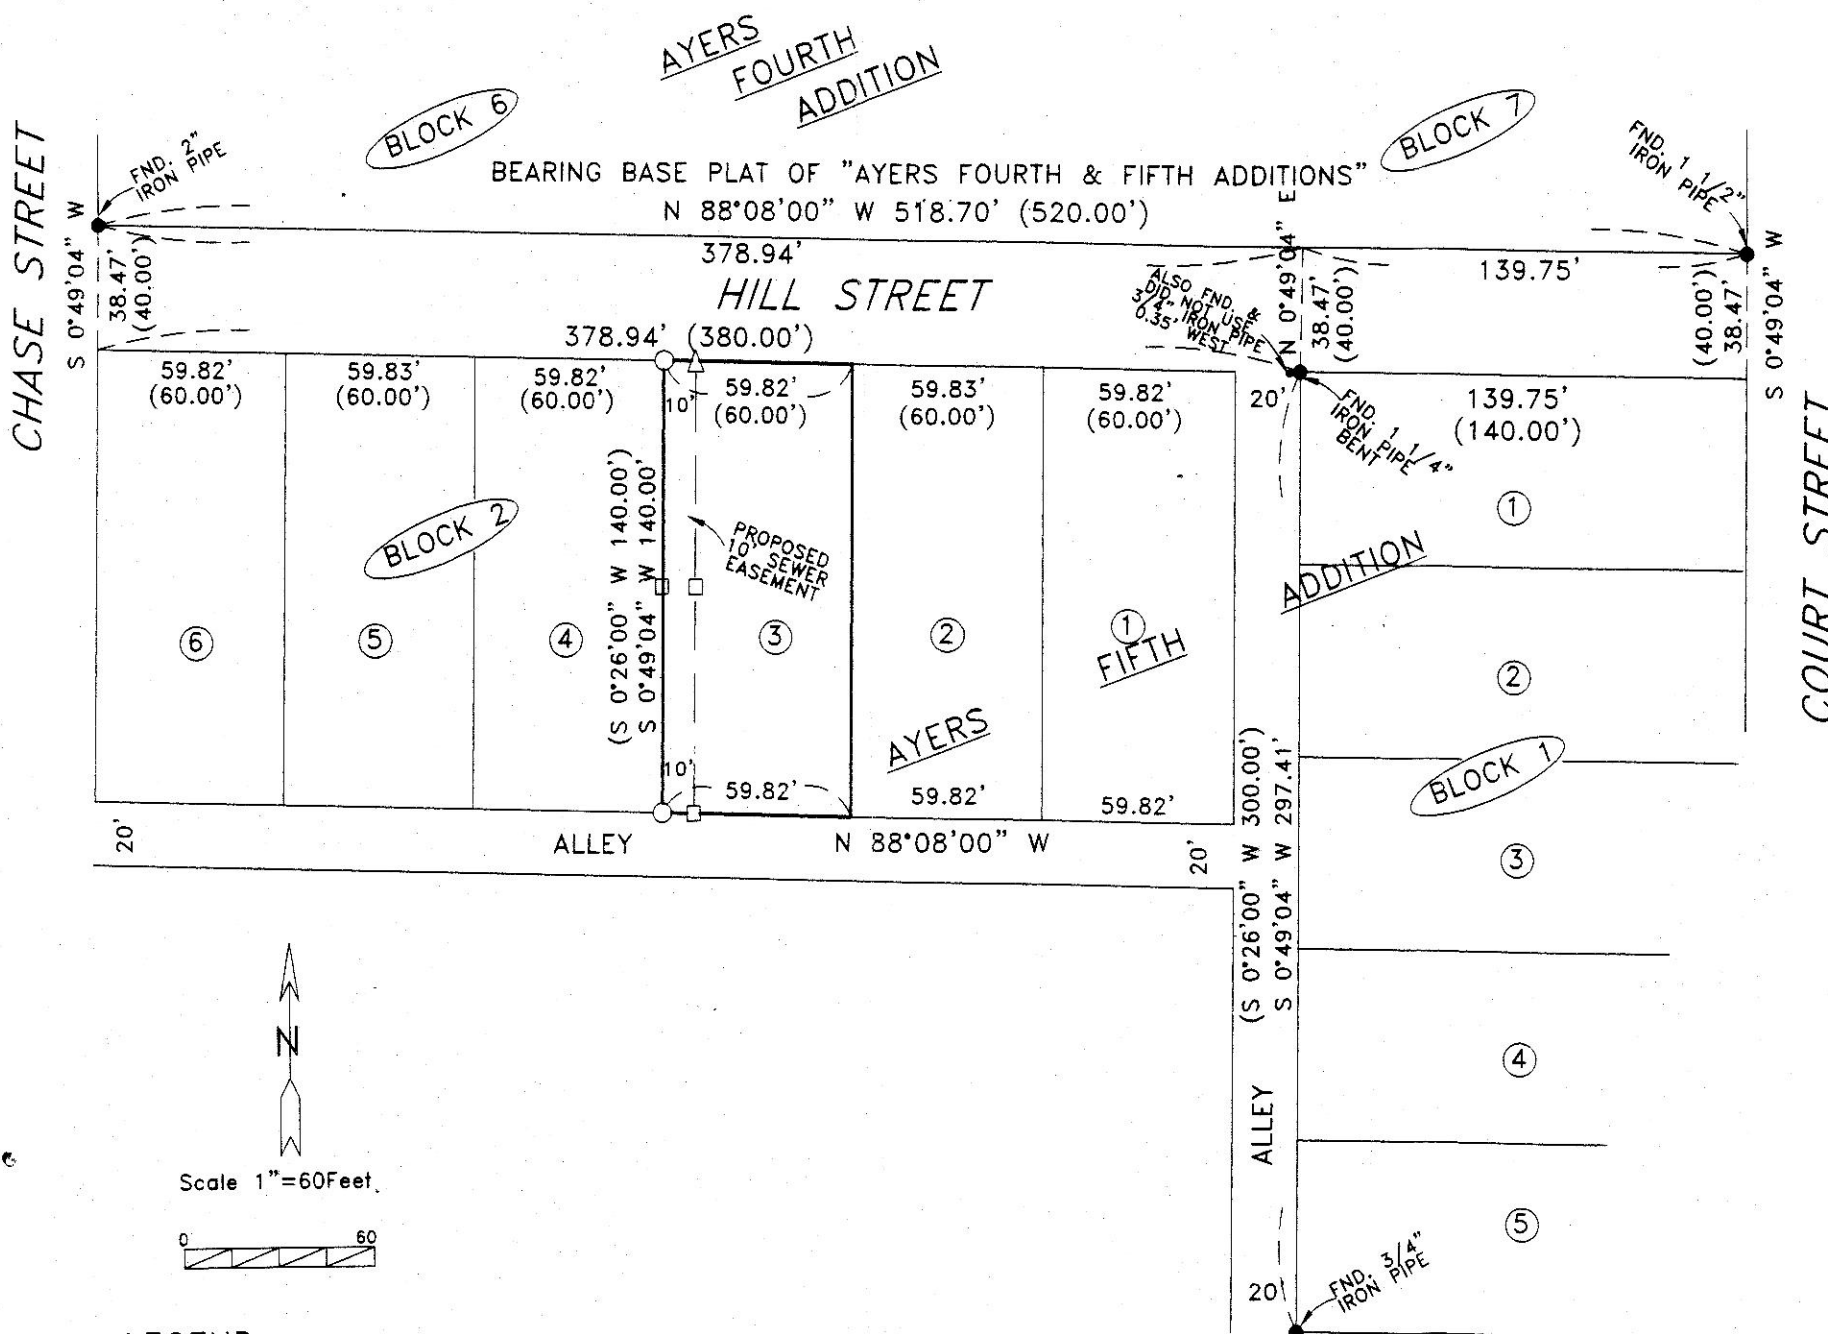 AYERS
FOURTH
ADDITION
BLOCK 6
BLOCK 7
FND. 2"
IRON PIPE
FND. 1 1/2"
IRON PIPE
BEARING BASE PLAT OF "AYERS FOURTH & FIFTH ADDITIONS"
N 88°08'00" W 518.70' (520.00')
CHASE STREET
S 0°49'04" W
38.47'
(40.00')
378.94'
HILL STREET
378.94' (380.00')
ALSO FND. &
DID NOT USE
3/4" IRON PIPE
0.35' WEST
N 0°49'04" E
38.47'
(40.00')
139.75'
(40.00')
38.47'
S 0°49'04" W
COURT STREET
59.82'
(60.00')
59.83'
(60.00')
59.82'
(60.00')
10'
59.82'
(60.00')
59.83'
(60.00')
59.82'
(60.00')
20'
139.75'
(140.00')
FND. 1 1/4"
IRON PIPE
BENT
BLOCK 2
(S 0°26'00" W 140.00')
S 0°49'04" W 140.00'
PROPOSED
10' SEWER
EASEMENT
1
ADDITION
6
5
4
3
2
1
FIFTH
AYERS
2
BLOCK 1
10'
59.82'
59.82'
59.82'
20'
ALLEY
N 88°08'00" W
20'
(S 0°26'00" W 300.00')
S 0°49'04" W 297.41'
3
N
4
ALLEY
Scale 1"=60Feet
0
60
5
20'
FND. 3/4"
IRON PIPE